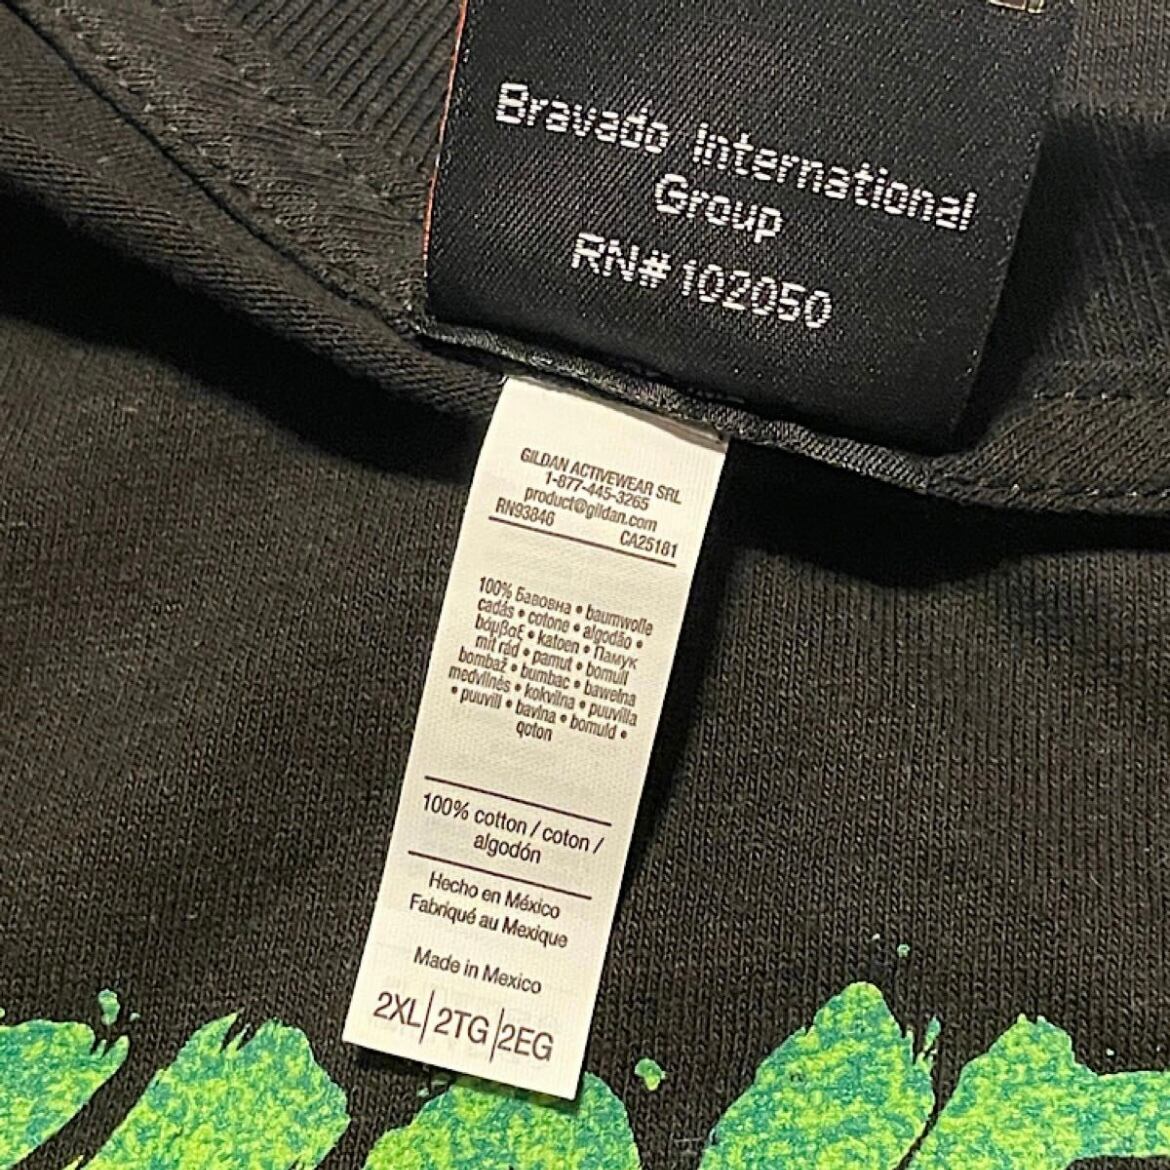 Bravado International
Group
RN# 102050
GILDAN ACTIVEWEAR SRL
1-877-445-3265
product@gildan.com
RN93846 CA25181
100% бавовна • baumwolle
cadás • cotone • algodão •
βάμβαξ • katoen • Памук
mit rád • pamut • bomull
bombaž • bumbac • bawełna
medvilnės • kokvilna • puuvilla
• puuvill • bavlna • bomuld •
qoton
100% cotton / coton /
algodón
Hecho en México
Fabriqué au Mexique
Made in Mexico
2XL|2TG|2EG